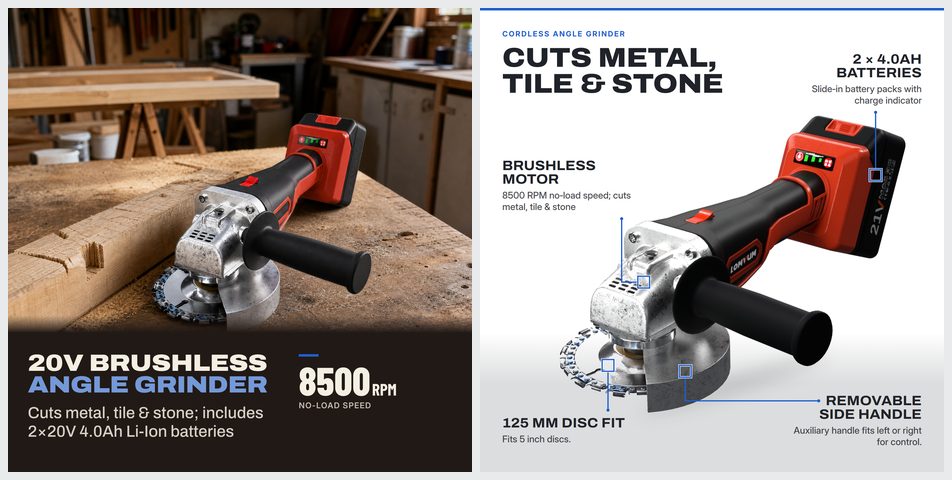 20V BRUSHLESS
ANGLE GRINDER
Cuts metal, tile & stone; includes
2×20V 4.0Ah Li-Ion batteries
8500 RPM
NO-LOAD SPEED
CORDLESS ANGLE GRINDER
CUTS METAL,
TILE & STONE
2 × 4.0AH
BATTERIES
Slide-in battery packs with
charge indicator
BRUSHLESS
MOTOR
8500 RPM no-load speed; cuts
metal, tile & stone
21V
125 MM DISC FIT
Fits 5 inch discs.
REMOVABLE
SIDE HANDLE
Auxiliary handle fits left or right
for control.